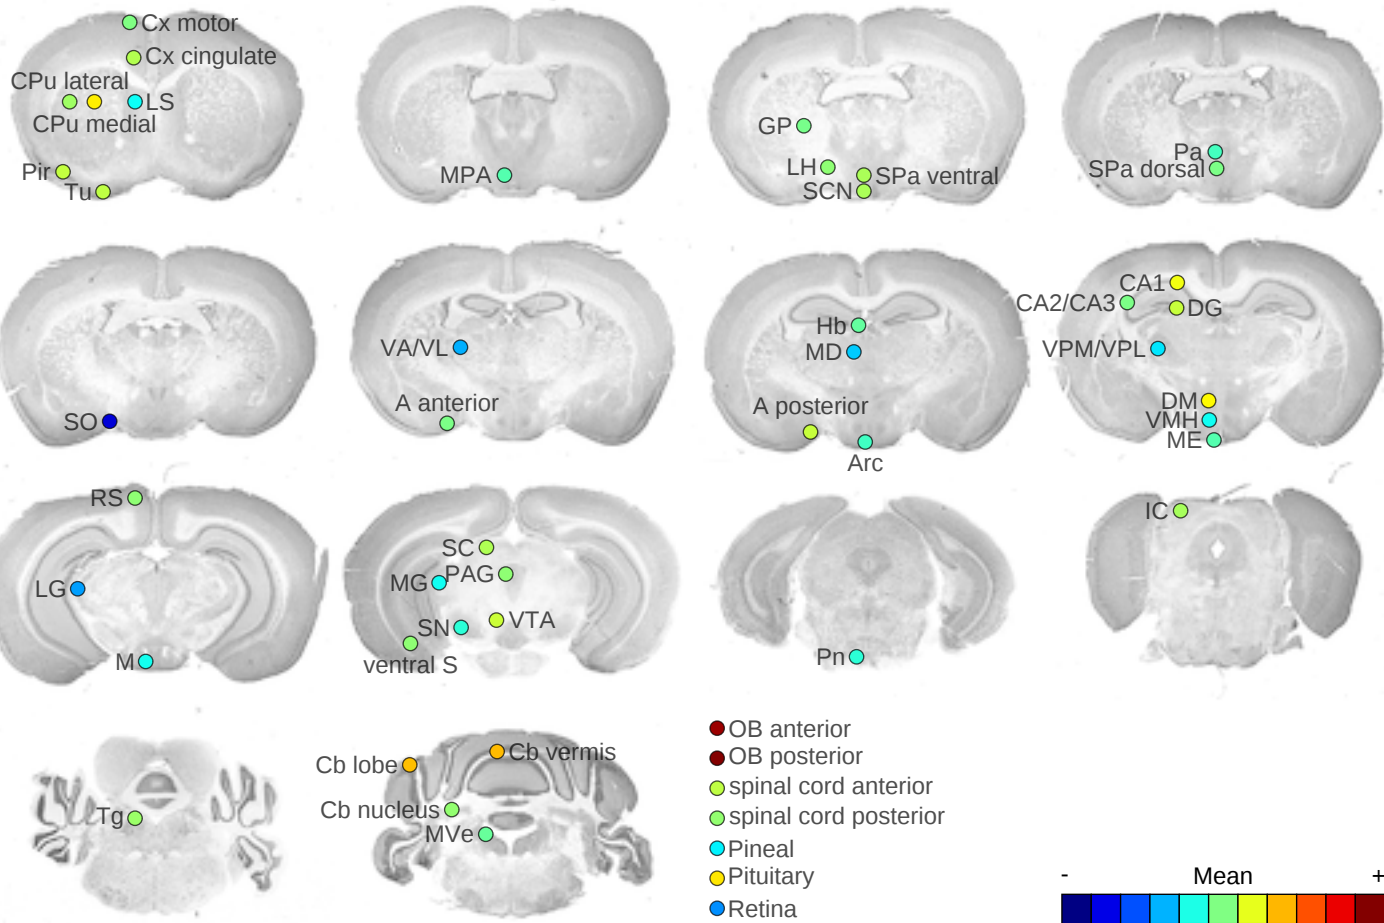 Cx motor
Cx cingulate
CPu lateral
LS
CPu medial
Pir
Tu
MPA
GP
LH
SPa ventral
SCN
Pa
SPa dorsal
SO
VA/VL
A anterior
Hb
MD
A posterior
Arc
CA1
CA2/CA3
DG
VPM/VPL
DM
VMH
ME
RS
LG
M
SC
MG
PAG
SN
VTA
ventral S
Pn
IC
Tg
Cb lobe
Cb vermis
Cb nucleus
MVe
OB anterior
OB posterior
spinal cord anterior
spinal cord posterior
Pineal
Pituitary
Retina
- Mean +